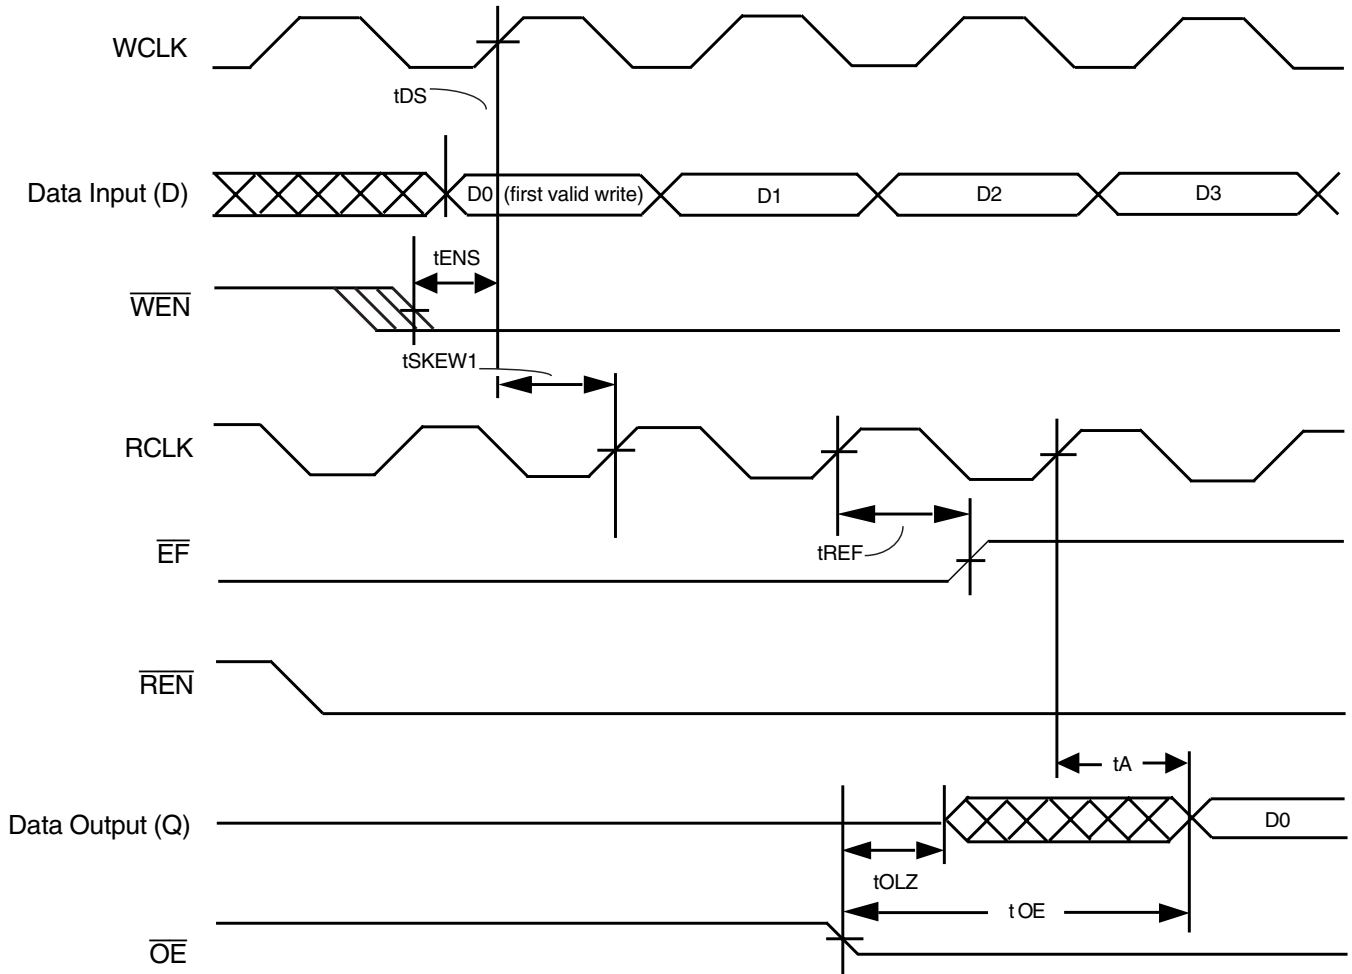 WCLK
tDS
Data Input (D)
D0 (first valid write)
D1
D2
D3
tENS
WEN
tSKEW1
RCLK
tREF
EF
REN
tA
Data Output (Q)
D0
tOLZ
t OE
OE